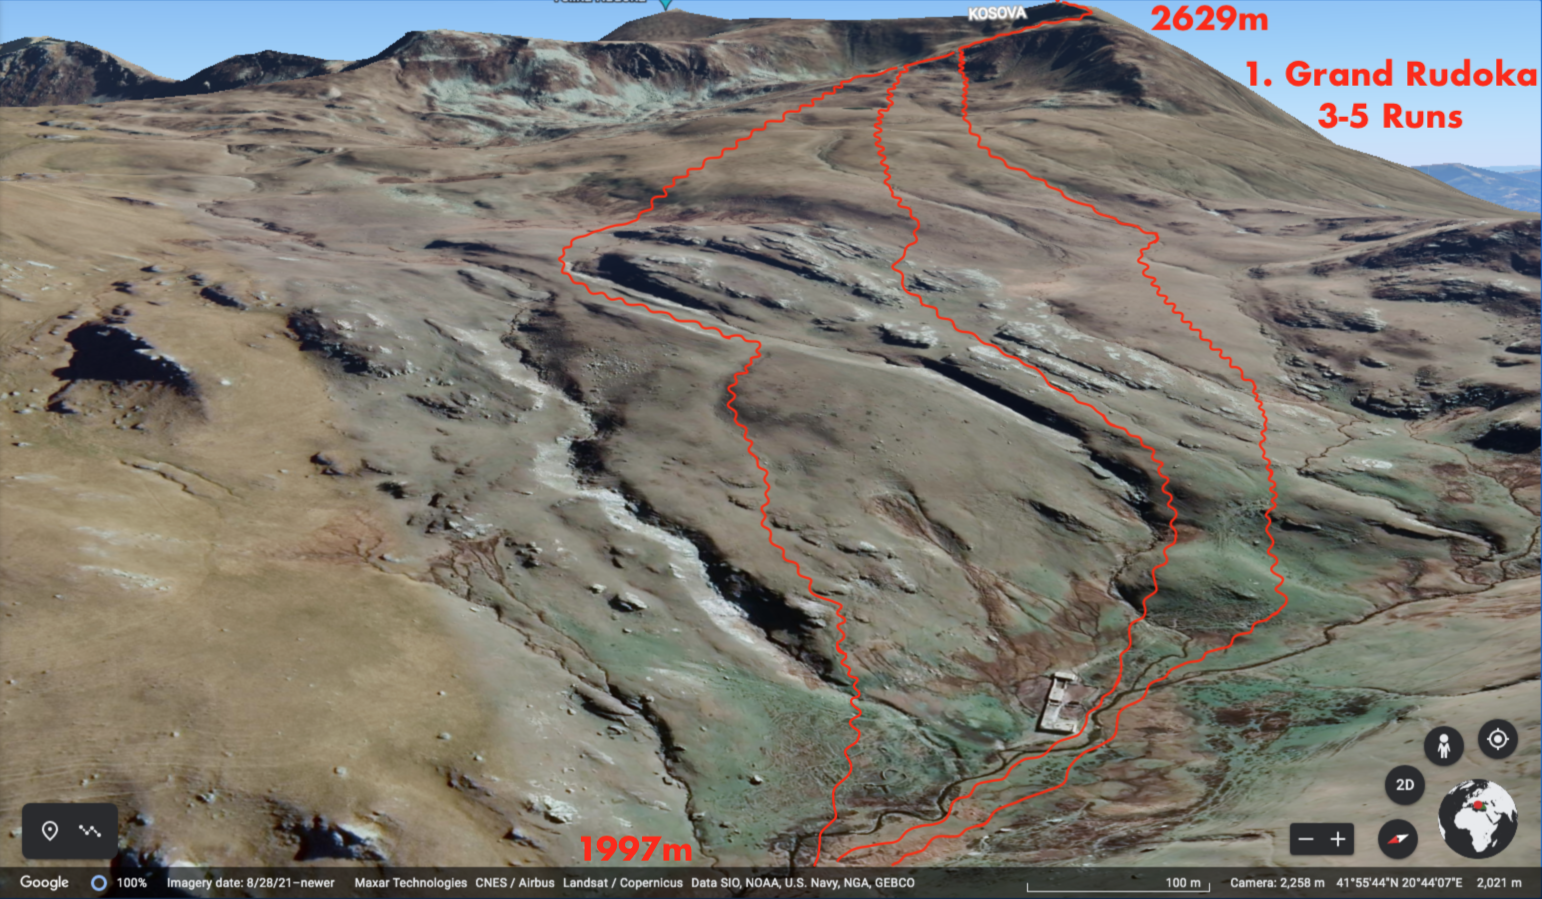 KOSOVA
2629m
1. Grand Rudoka
3-5 Runs
2D
1997m
Google
100%
Imagery date: 8/28/21-newer
Maxar Technologies CNES / Airbus Landsat / Copernicus Data SIO, NOAA, U.S. Navy, NGA, GEBCO
100 m
Camera: 2,258 m 41°55'44"N 20°44'07"E 2,021 m